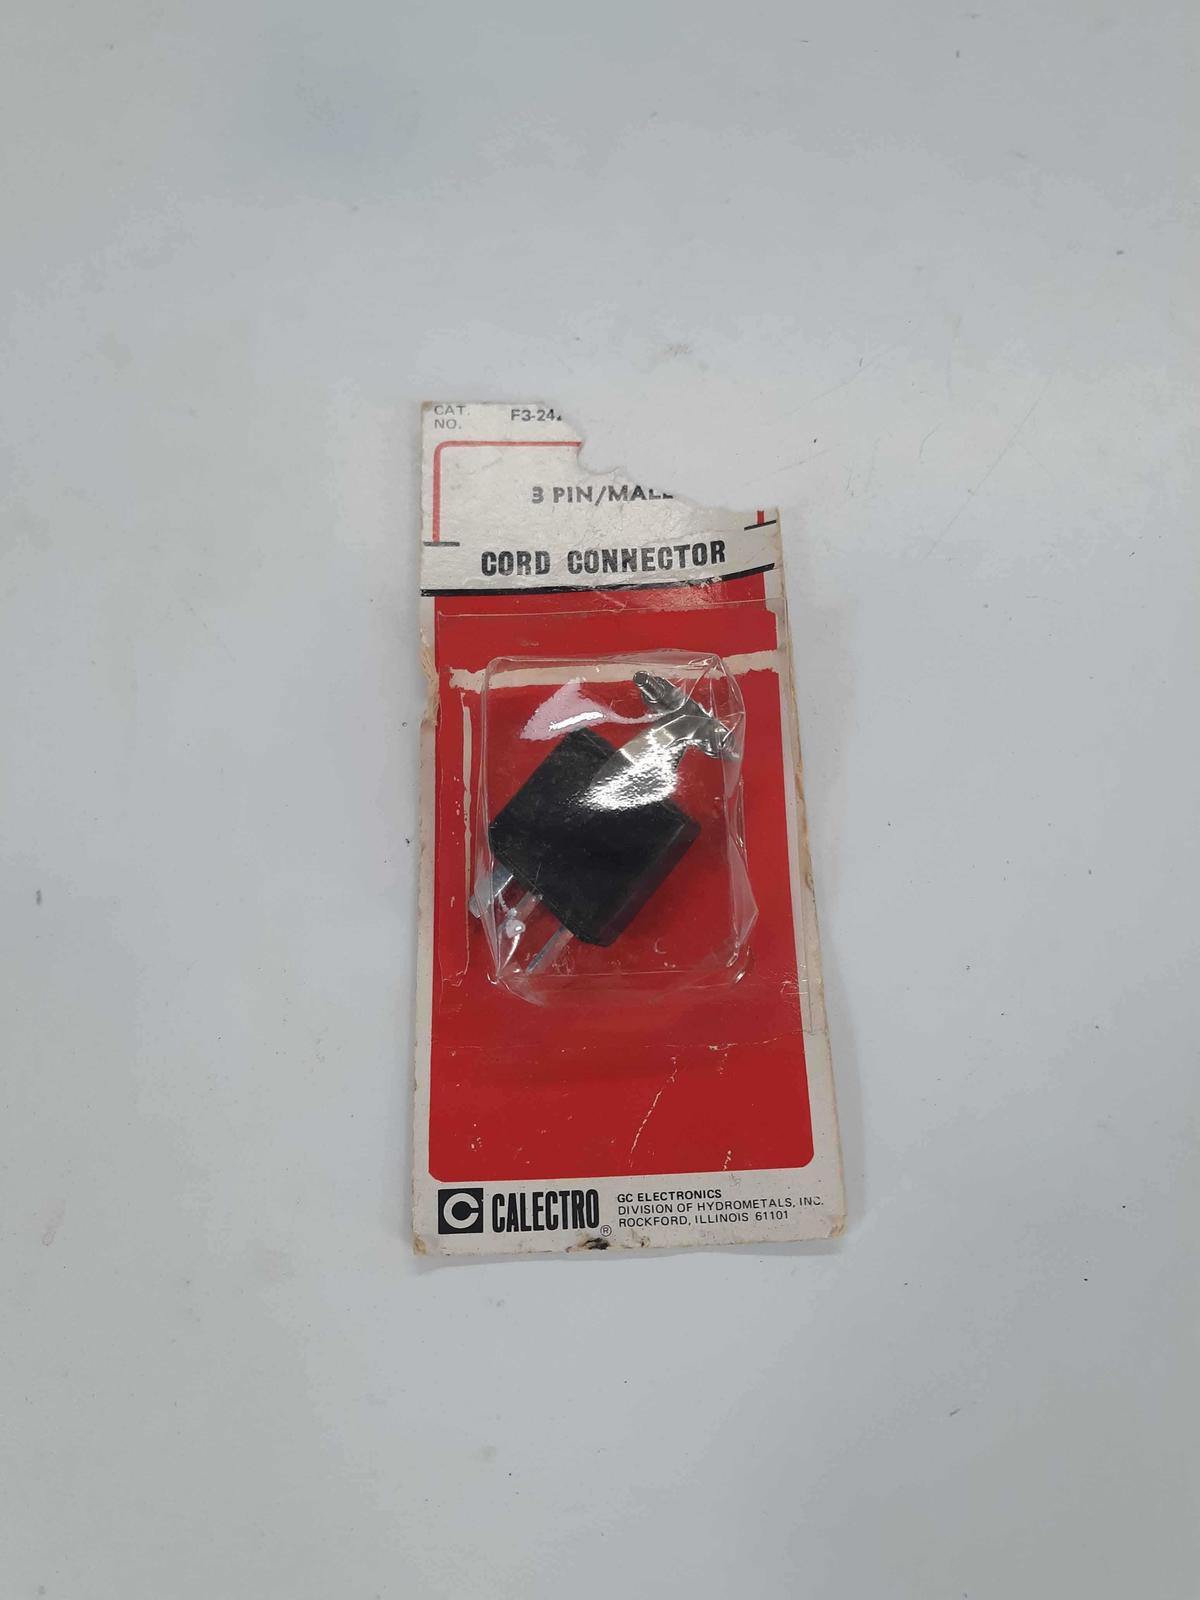 CAT. NO. F3-24
3 PIN/MALE
CORD CONNECTOR
C CALECTRO ®
GC ELECTRONICS
DIVISION OF HYDROMETALS, INC.
ROCKFORD, ILLINOIS 61101